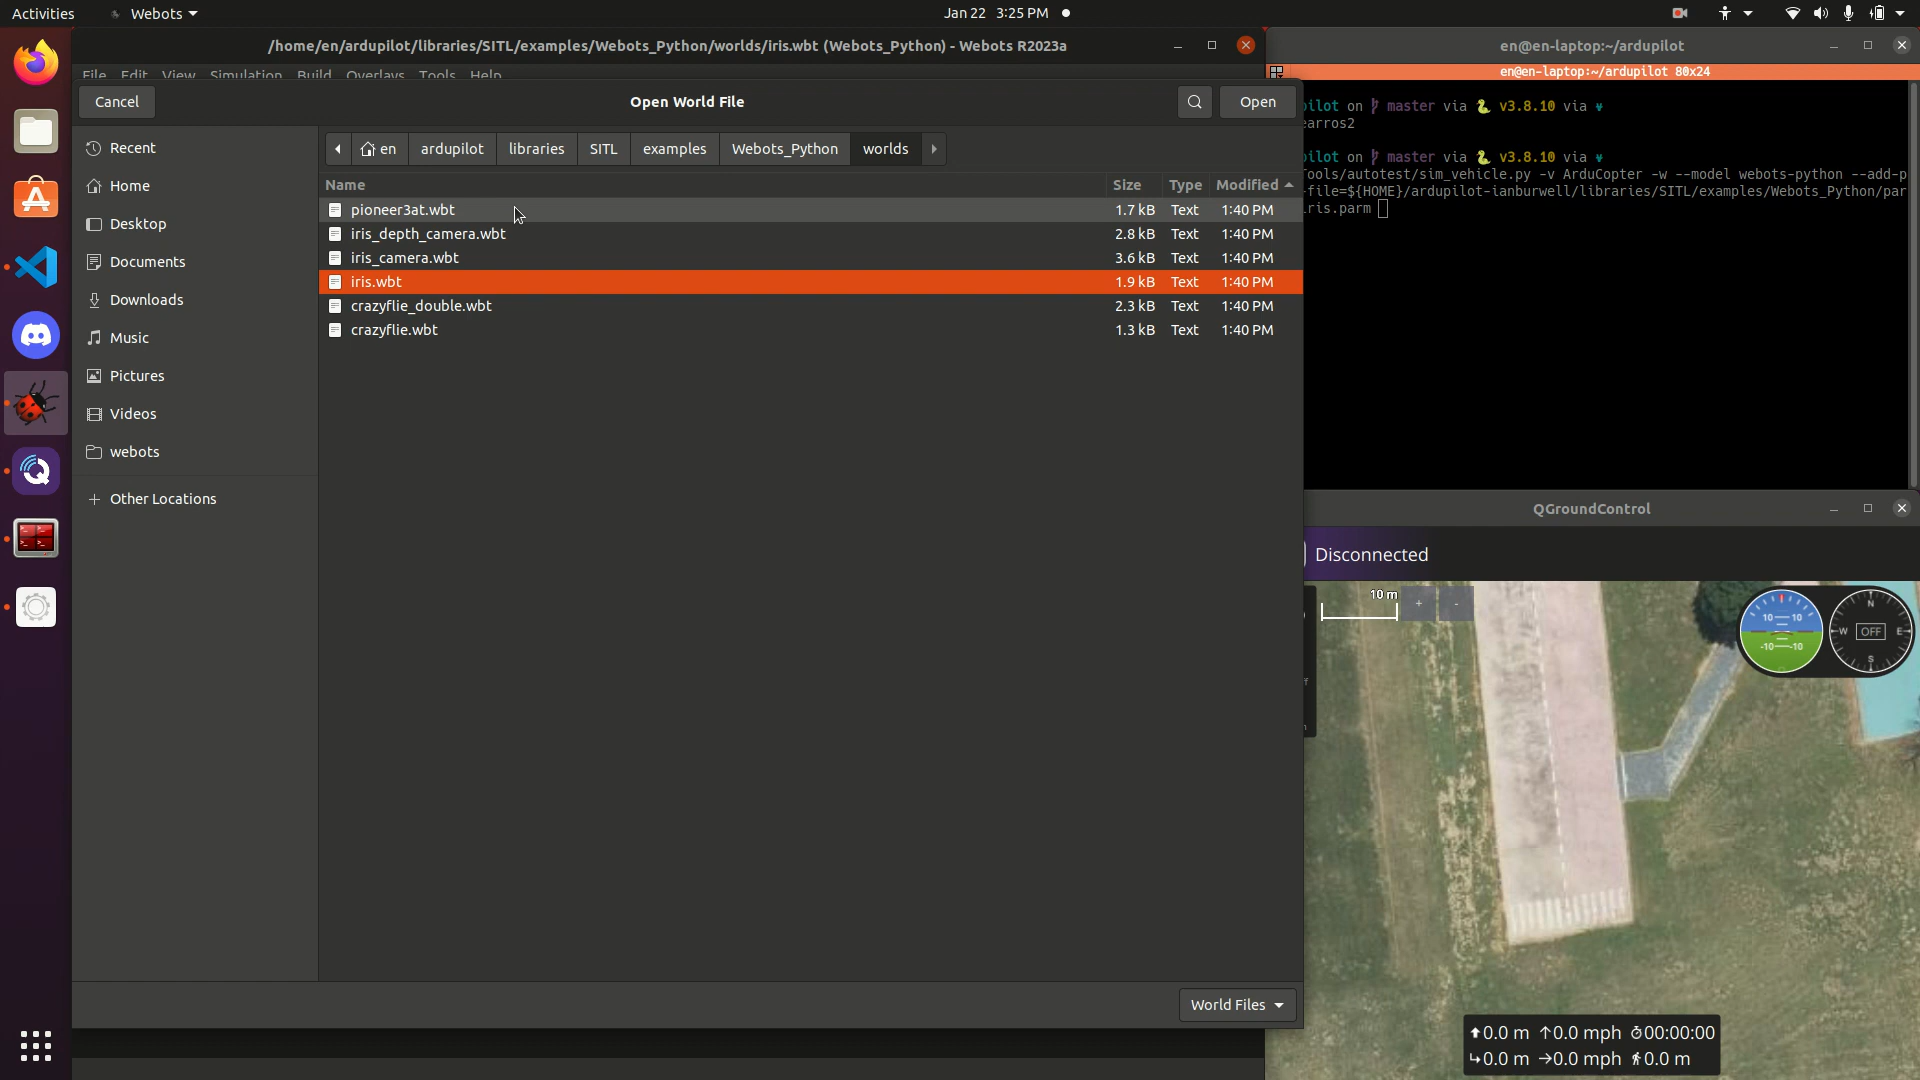 Activities
Webots
Jan 22 3:25 PM
/home/en/ardupilot/libraries/SITL/examples/Webots_Python/worlds/iris.wbt (Webots_Python) - Webots R2023a
File Edit View Simulation Build Overlays Tools Help
Cancel
Open World File
Open
Recent
Home
Desktop
Documents
Downloads
Music
Pictures
Videos
webots
Other Locations
en ardupilot libraries SITL examples Webots_Python worlds
Name Size Type Modified
pioneer3at.wbt 1.7 kB Text 1:40 PM
iris_depth_camera.wbt 2.8 kB Text 1:40 PM
iris_camera.wbt 3.6 kB Text 1:40 PM
iris.wbt 1.9 kB Text 1:40 PM
crazyflie_double.wbt 2.3 kB Text 1:40 PM
crazyflie.wbt 1.3 kB Text 1:40 PM
World Files
en@en-laptop:~/ardupilot
en@en-laptop:~/ardupilot 80x24
ilot on master via v3.8.10 via
earros2
ilot on master via v3.8.10 via
ools/autotest/sim_vehicle.py -v ArduCopter -w --model webots-python --add-p
-file=${HOME}/ardupilot-ianburwell/libraries/SITL/examples/Webots_Python/par
iris.parm
QGroundControl
Disconnected
10 m
+ -
10 10
-10 -10
N
W OFF E
S
0.0 m ↑0.0 mph 00:00:00
0.0 m →0.0 mph 0.0 m